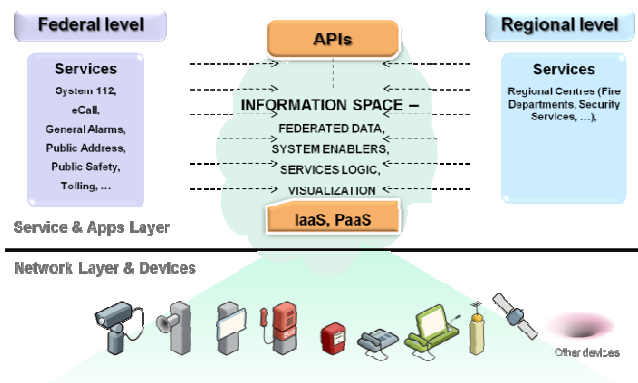 Federal level
APIs
Regional level
Services
System 112,
eCall,
General Alarms,
Public Address,
Public Safety,
Tolling, ...
INFORMATION SPACE –
FEDERATED DATA,
SYSTEM ENABLERS,
SERVICES LOGIC,
VISUALIZATION
IaaS, PaaS
Services
Regional Centres (Fire
Departments, Security
Services, ...),
Service & Apps Layer
Network Layer & Devices
Other devices